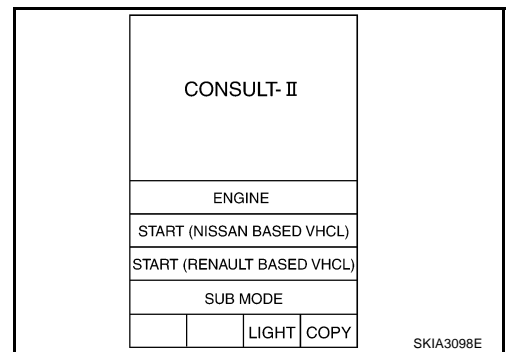 CONSULT-II
ENGINE
START (NISSAN BASED VHCL)
START (RENAULT BASED VHCL)
SUB MODE
LIGHT COPY
SKIA3098E